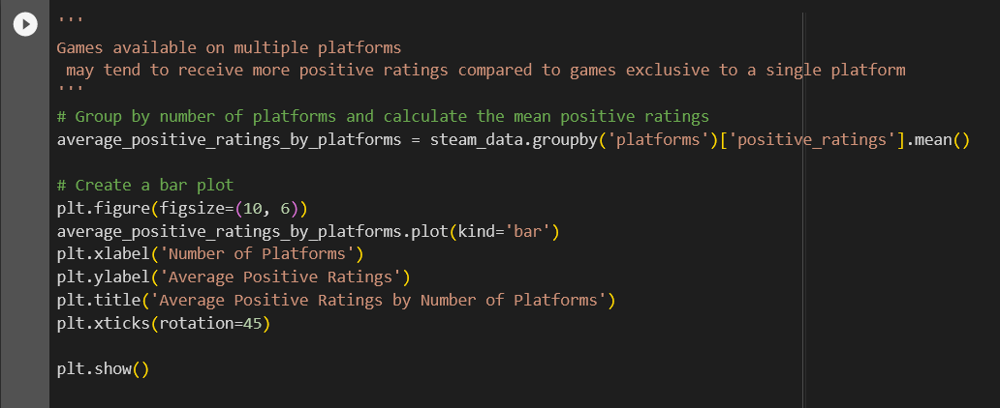 '''
Games available on multiple platforms
 may tend to receive more positive ratings compared to games exclusive to a single platform
'''
# Group by number of platforms and calculate the mean positive ratings
average_positive_ratings_by_platforms = steam_data.groupby('platforms')['positive_ratings'].mean()

# Create a bar plot
plt.figure(figsize=(10, 6))
average_positive_ratings_by_platforms.plot(kind='bar')
plt.xlabel('Number of Platforms')
plt.ylabel('Average Positive Ratings')
plt.title('Average Positive Ratings by Number of Platforms')
plt.xticks(rotation=45)

plt.show()